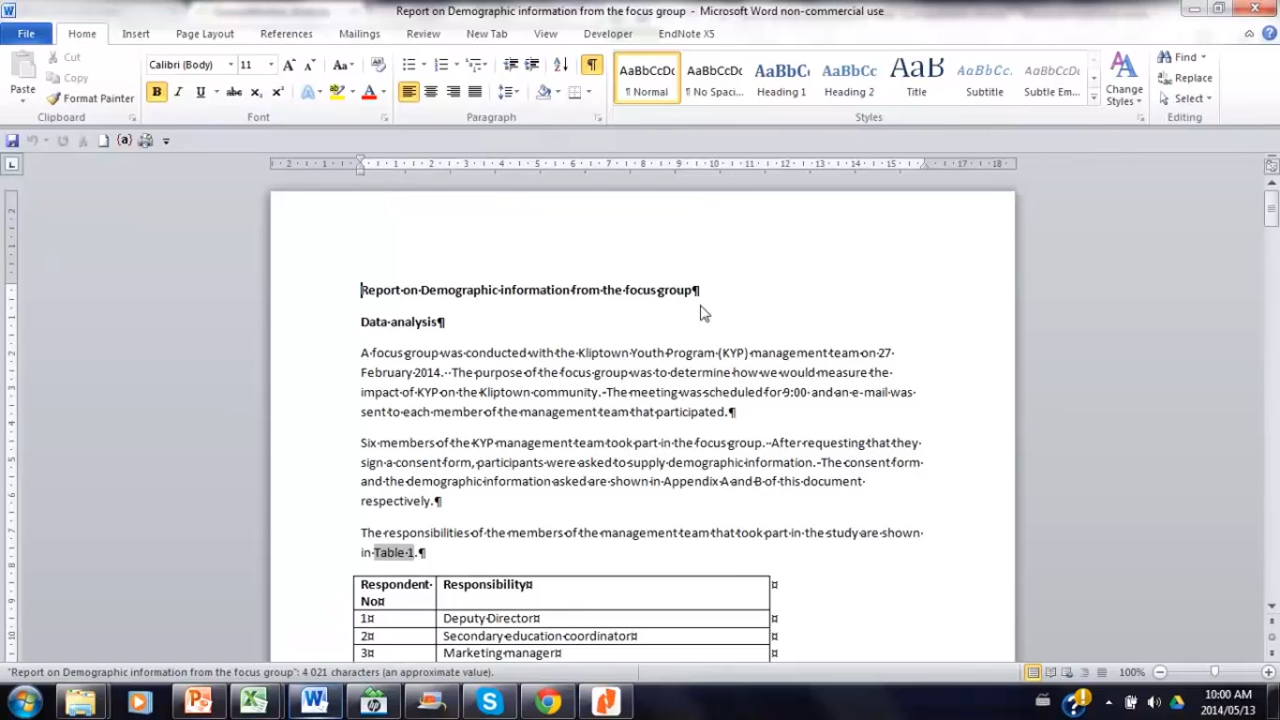 Report on Demographic information from the focus group - Microsoft Word non-commercial use
File Home Insert Page Layout References Mailings Review New Tab View Developer EndNote X5
Paste
Cut
Copy
Format Painter
Clipboard
Calibri (Body) 11
Font
Paragraph
AaBbCcDc AaBbCcDc AaBbC AaBbCc AaB AaBbCcL AaBbCcDc
¶ Normal ¶ No Spaci... Heading 1 Heading 2 Title Subtitle Subtle Em...
Change Styles
Styles
Find
Replace
Select
Editing
Report on Demographic information from the focus group¶
Data analysis¶
A focus group was conducted with the Kliptown Youth Program (KYP) management team on 27
February 2014. The purpose of the focus group was to determine how we would measure the
impact of KYP on the Kliptown community. The meeting was scheduled for 9:00 and an e-mail was
sent to each member of the management team that participated.¶
Six members of the KYP management team took part in the focus group. After requesting that they
sign a consent form, participants were asked to supply demographic information. The consent form
and the demographic information asked are shown in Appendix A and B of this document
respectively.¶
The responsibilities of the members of the management team that took part in the study are shown
in Table 1.¶
Respondent Responsibility¤
No¤
1¤ Deputy Director¤
2¤ Secondary education coordinator¤
3¤ Marketing manager¤
"Report on Demographic information from the focus group": 4 021 characters (an approximate value).
100%
10:00 AM
2014/05/13